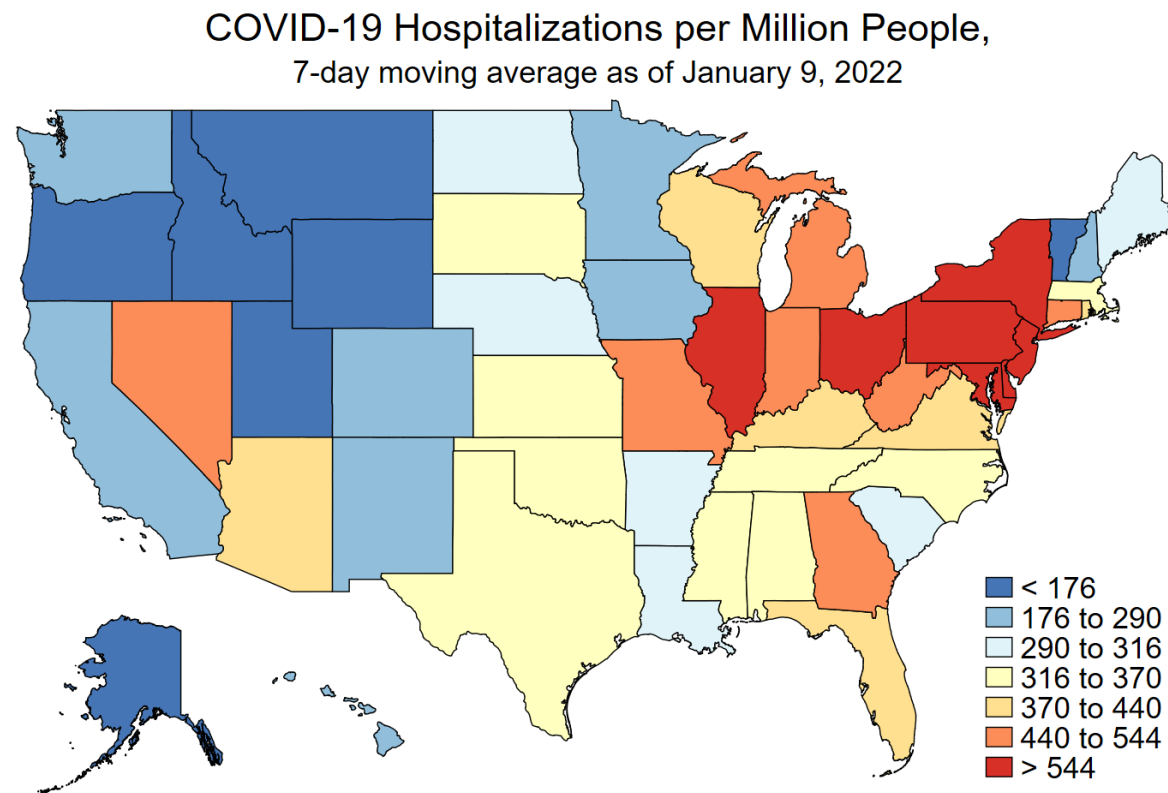 COVID-19 Hospitalizations per Million People,
7-day moving average as of January 9, 2022
< 176
176 to 290
290 to 316
316 to 370
370 to 440
440 to 544
> 544